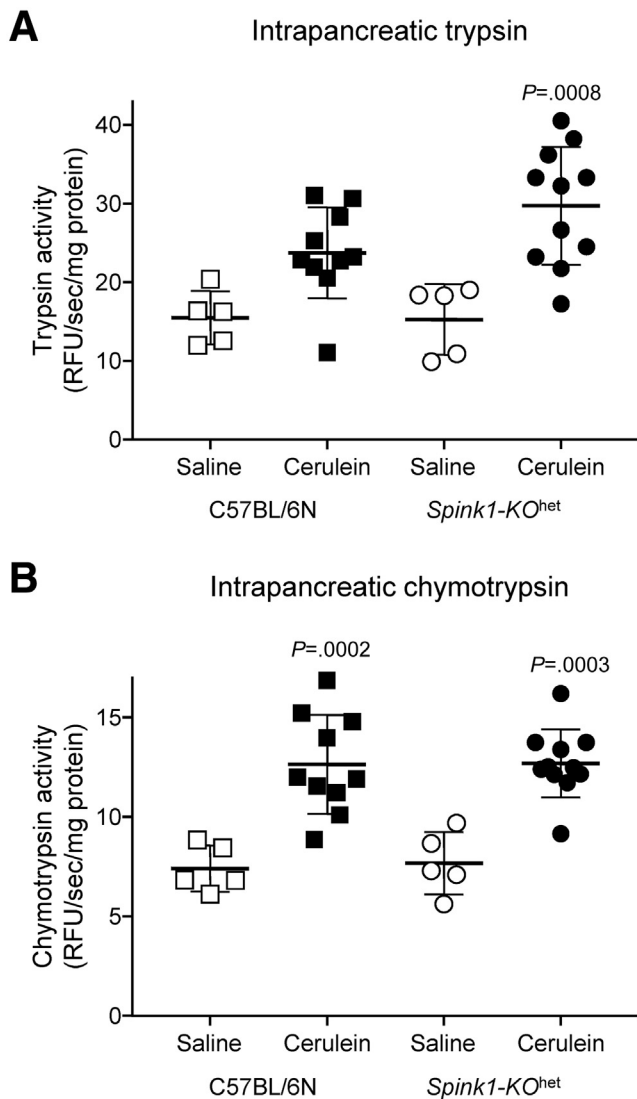 A
Intrapancreatic trypsin
P=.0008
Trypsin activity
(RFU/sec/mg protein)
40
30
20
10
0
Saline Cerulein Saline Cerulein
C57BL/6N Spink1-KOhet
B
Intrapancreatic chymotrypsin
P=.0002 P=.0003
Chymotrypsin activity
(RFU/sec/mg protein)
15
10
5
0
Saline Cerulein Saline Cerulein
C57BL/6N Spink1-KOhet